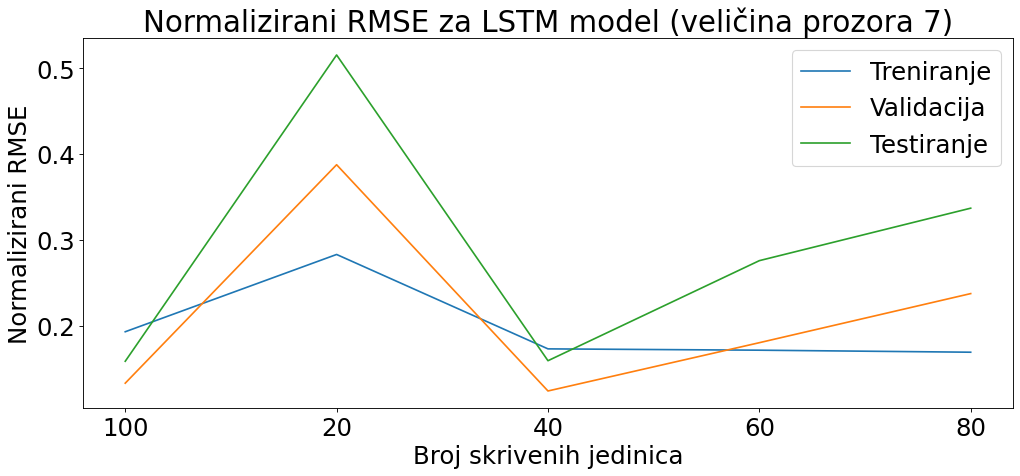 Normalizirani RMSE za LSTM model (veličina prozora 7)
Normalizirani RMSE
0.5
0.4
0.3
0.2
Treniranje
Validacija
Testiranje
100 20 40 60 80
Broj skrivenih jedinica